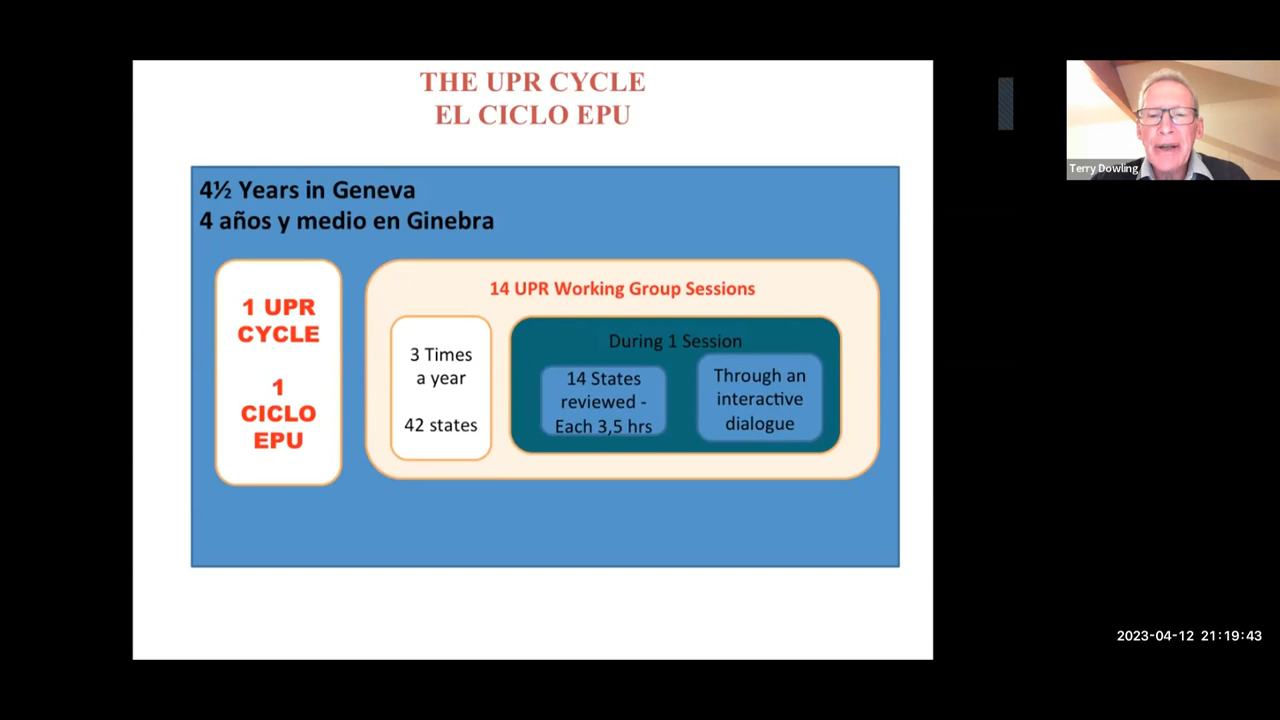 THE UPR CYCLE
EL CICLO EPU
4½ Years in Geneva
4 años y medio en Ginebra
1 UPR
CYCLE
1
CICLO
EPU
14 UPR Working Group Sessions
3 Times
a year
42 states
During 1 Session
14 States
reviewed -
Each 3,5 hrs
Through an
interactive
dialogue
Terry Dowling
2023-04-12 21:19:43